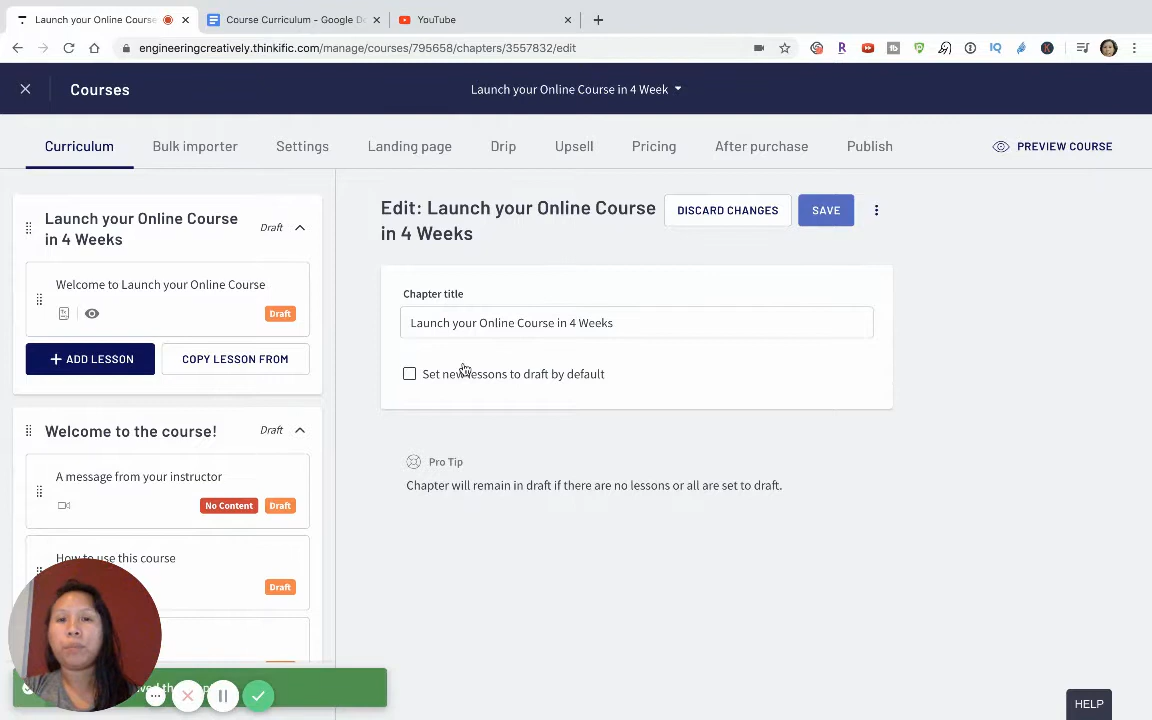 Launch your Online Course
Course Curriculum - Google Do
YouTube
engineeringcreatively.thinkific.com/manage/courses/795658/chapters/3557832/edit
Courses
Launch your Online Course in 4 Week
Curriculum
Bulk importer
Settings
Landing page
Drip
Upsell
Pricing
After purchase
Publish
PREVIEW COURSE
Launch your Online Course
in 4 Weeks
Draft
Welcome to Launch your Online Course
Draft
+ ADD LESSON
COPY LESSON FROM
Welcome to the course!
Draft
A message from your instructor
No Content
Draft
How to use this course
Draft
Edit: Launch your Online Course
in 4 Weeks
DISCARD CHANGES
SAVE
Chapter title
Launch your Online Course in 4 Weeks
Set new lessons to draft by default
Pro Tip
Chapter will remain in draft if there are no lessons or all are set to draft.
HELP